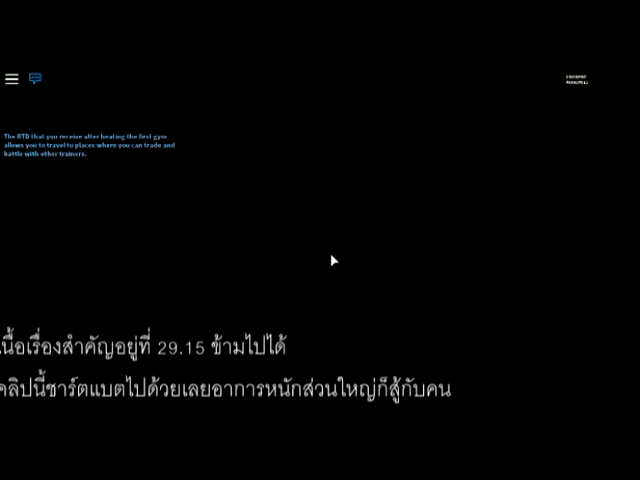 The RTD that you receive after beating the first gym
allows you to travel to places where you can trade and
battle with other trainers.
เนื้อเรื่องสำคัญอยู่ที่ 29.15 ข้ามไปได้
คลิปนี้ชาร์ตแบตไปด้วยเลยอาการหนักส่วนใหญ่ก็สู้กับคน